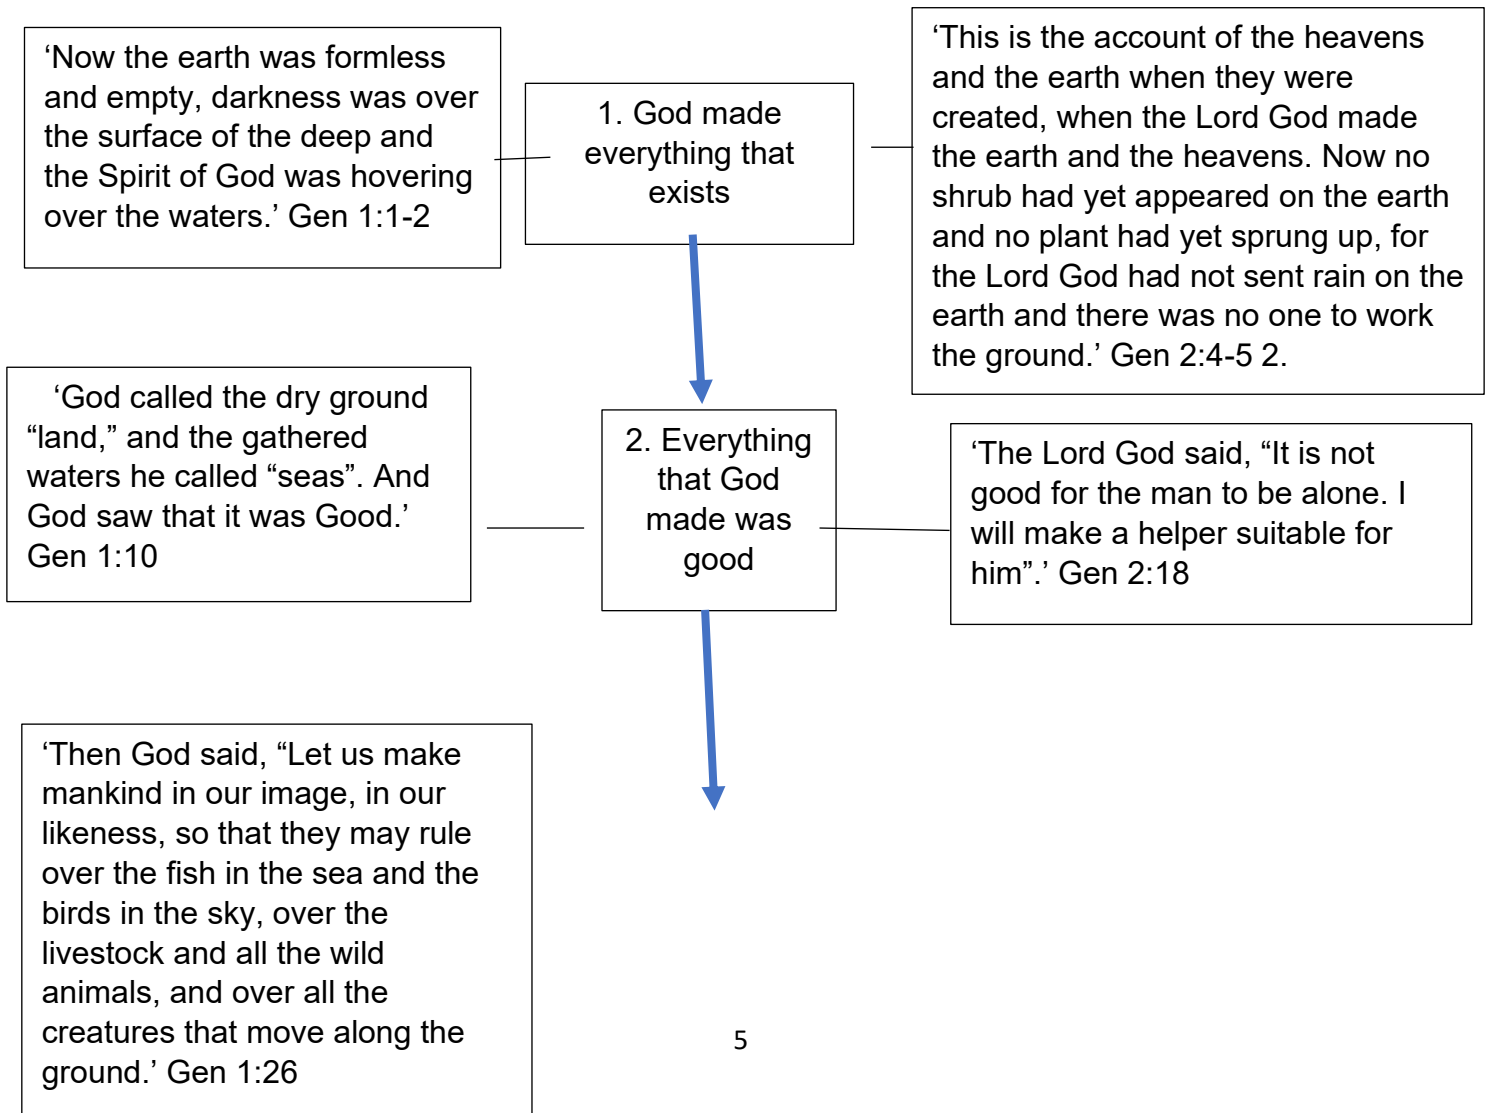 ‘Now the earth was formless
and empty, darkness was over
the surface of the deep and
the Spirit of God was hovering
over the waters.’ Gen 1:1-2
1. God made
everything that
exists
‘This is the account of the heavens
and the earth when they were
created, when the Lord God made
the earth and the heavens. Now no
shrub had yet appeared on the earth
and no plant had yet sprung up, for
the Lord God had not sent rain on the
earth and there was no one to work
the ground.’ Gen 2:4-5 2.
‘God called the dry ground
“land,” and the gathered
waters he called “seas”. And
God saw that it was Good.’
Gen 1:10
2. Everything
that God
made was
good
‘The Lord God said, “It is not
good for the man to be alone. I
will make a helper suitable for
him”.’ Gen 2:18
‘Then God said, “Let us make
mankind in our image, in our
likeness, so that they may rule
over the fish in the sea and the
birds in the sky, over the
livestock and all the wild
animals, and over all the
creatures that move along the
ground.’ Gen 1:26
5